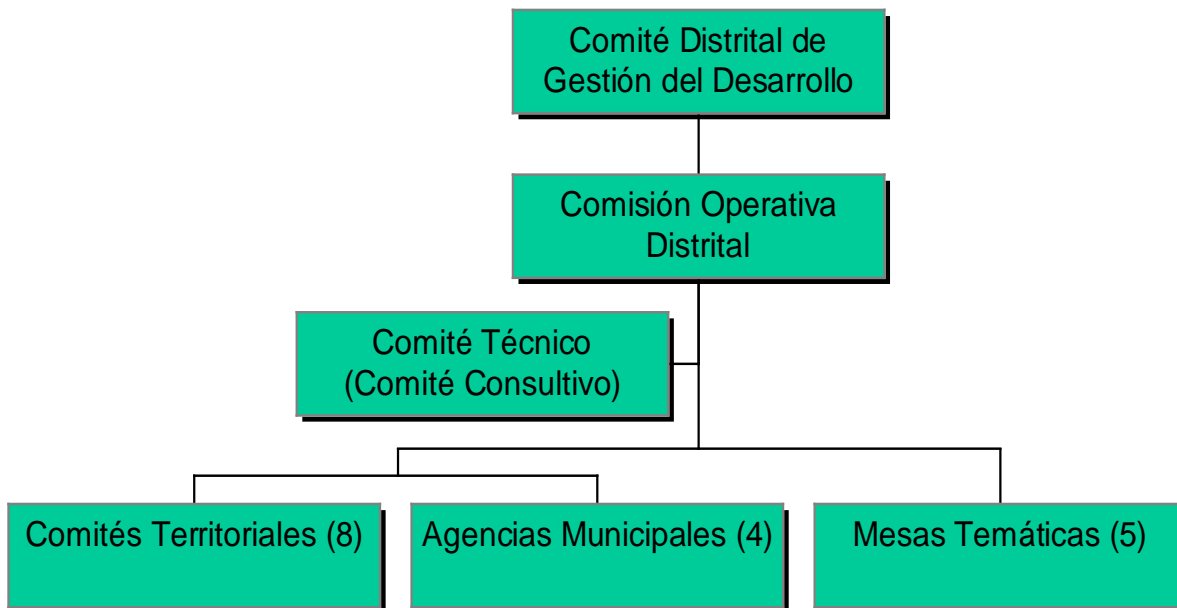 Comité Distrital de
Gestión del Desarrollo
Comisión Operativa
Distrital
Comité Técnico
(Comité Consultivo)
Comités Territoriales (8)
Agencias Municipales (4)
Mesas Temáticas (5)